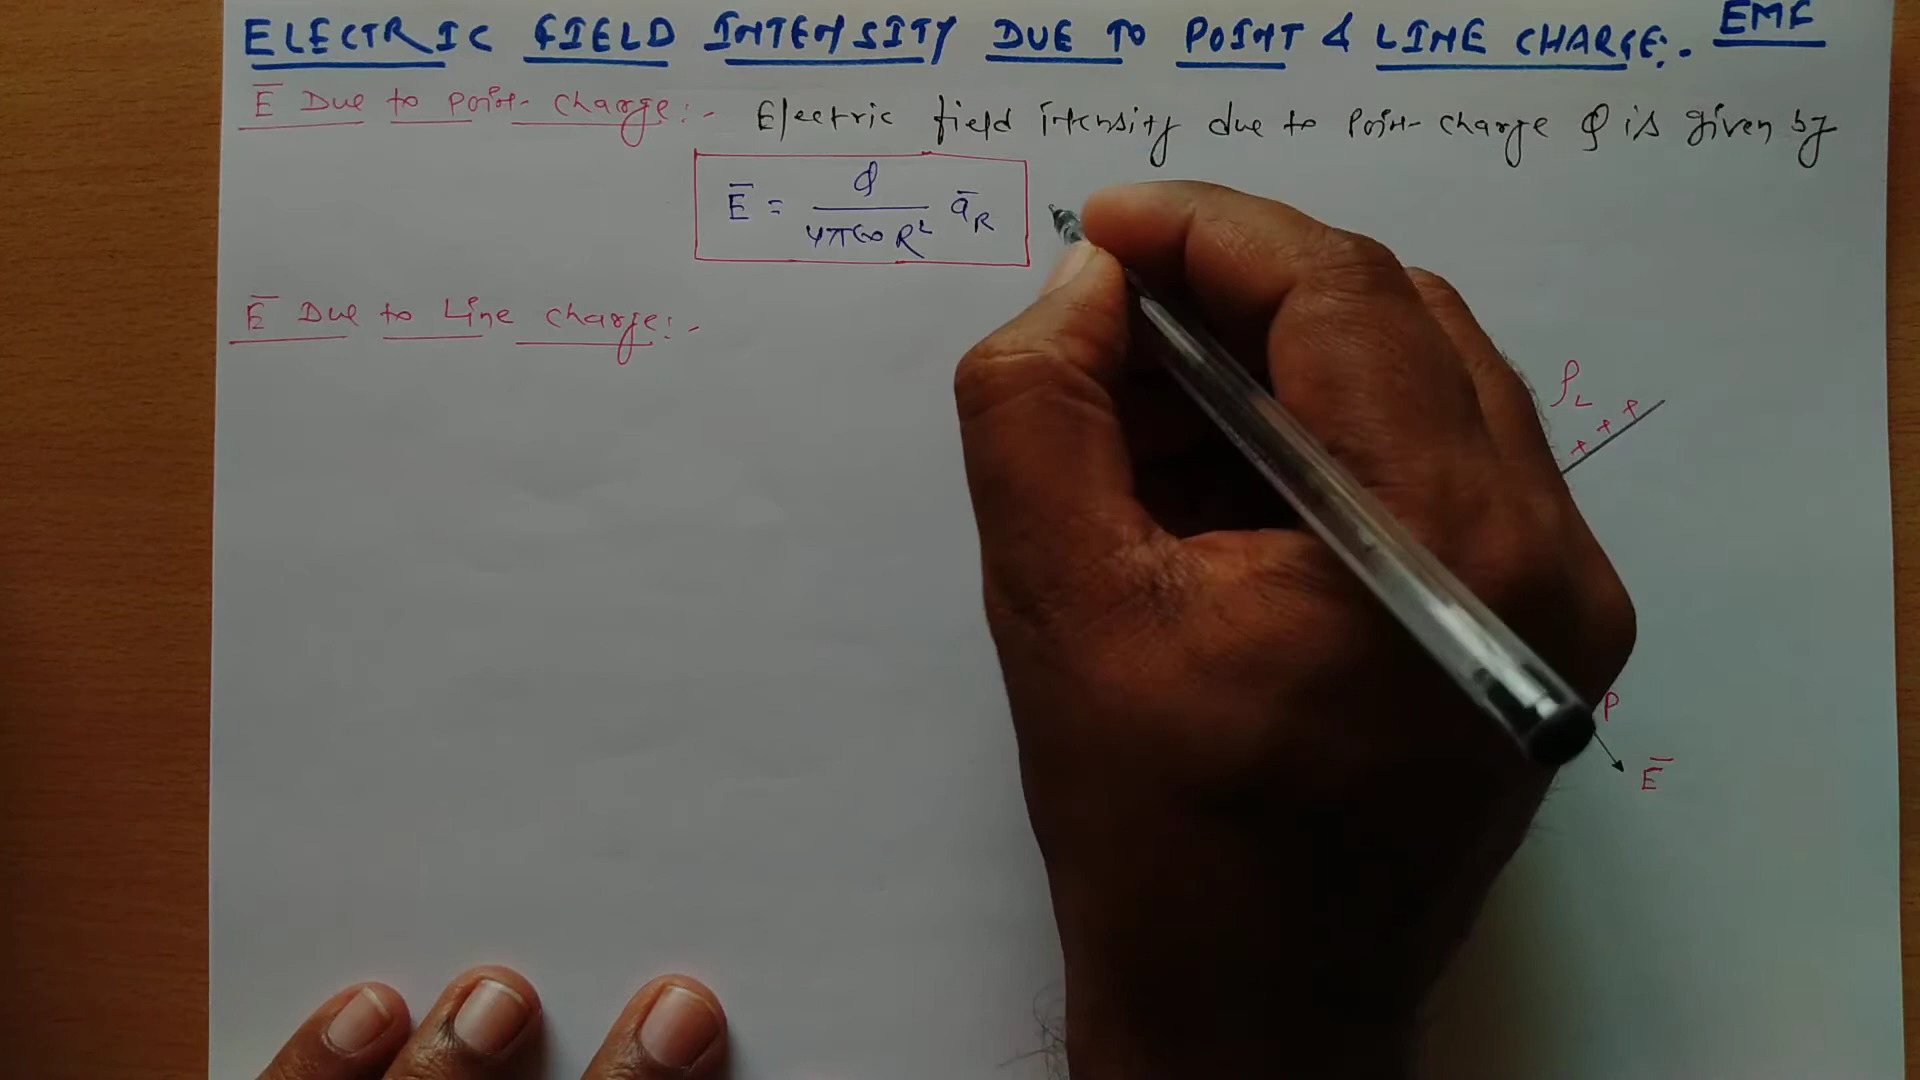 ELECTRIC FIELD INTENSITY DUE TO POINT & LINE CHARGE:- EMF
E̅ Due to point charge:- Electric field intensity due to point charge Q is given by
E̅ = Q / 4πϵ₀R² a̅_R
E̅ Due to Line charge:-
ρ_L
+ + +
P
E̅